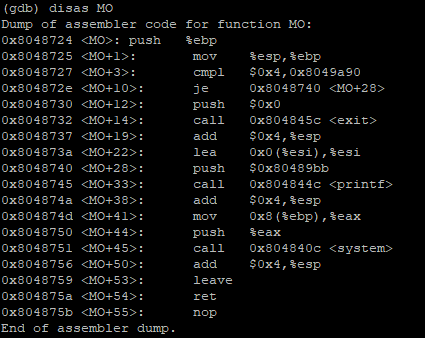 (gdb) disas MO
Dump of assembler code for function MO:
0x8048724 <MO>: push   %ebp
0x8048725 <MO+1>:       mov    %esp,%ebp
0x8048727 <MO+3>:       cmpl   $0x4,0x8049a90
0x804872e <MO+10>:      je     0x8048740 <MO+28>
0x8048730 <MO+12>:      push   $0x0
0x8048732 <MO+14>:      call   0x804845c <exit>
0x8048737 <MO+19>:      add    $0x4,%esp
0x804873a <MO+22>:      lea    0x0(%esi),%esi
0x8048740 <MO+28>:      push   $0x80489bb
0x8048745 <MO+33>:      call   0x804844c <printf>
0x804874a <MO+38>:      add    $0x4,%esp
0x804874d <MO+41>:      mov    0x8(%ebp),%eax
0x8048750 <MO+44>:      push   %eax
0x8048751 <MO+45>:      call   0x804840c <system>
0x8048756 <MO+50>:      add    $0x4,%esp
0x8048759 <MO+53>:      leave
0x804875a <MO+54>:      ret
0x804875b <MO+55>:      nop
End of assembler dump.